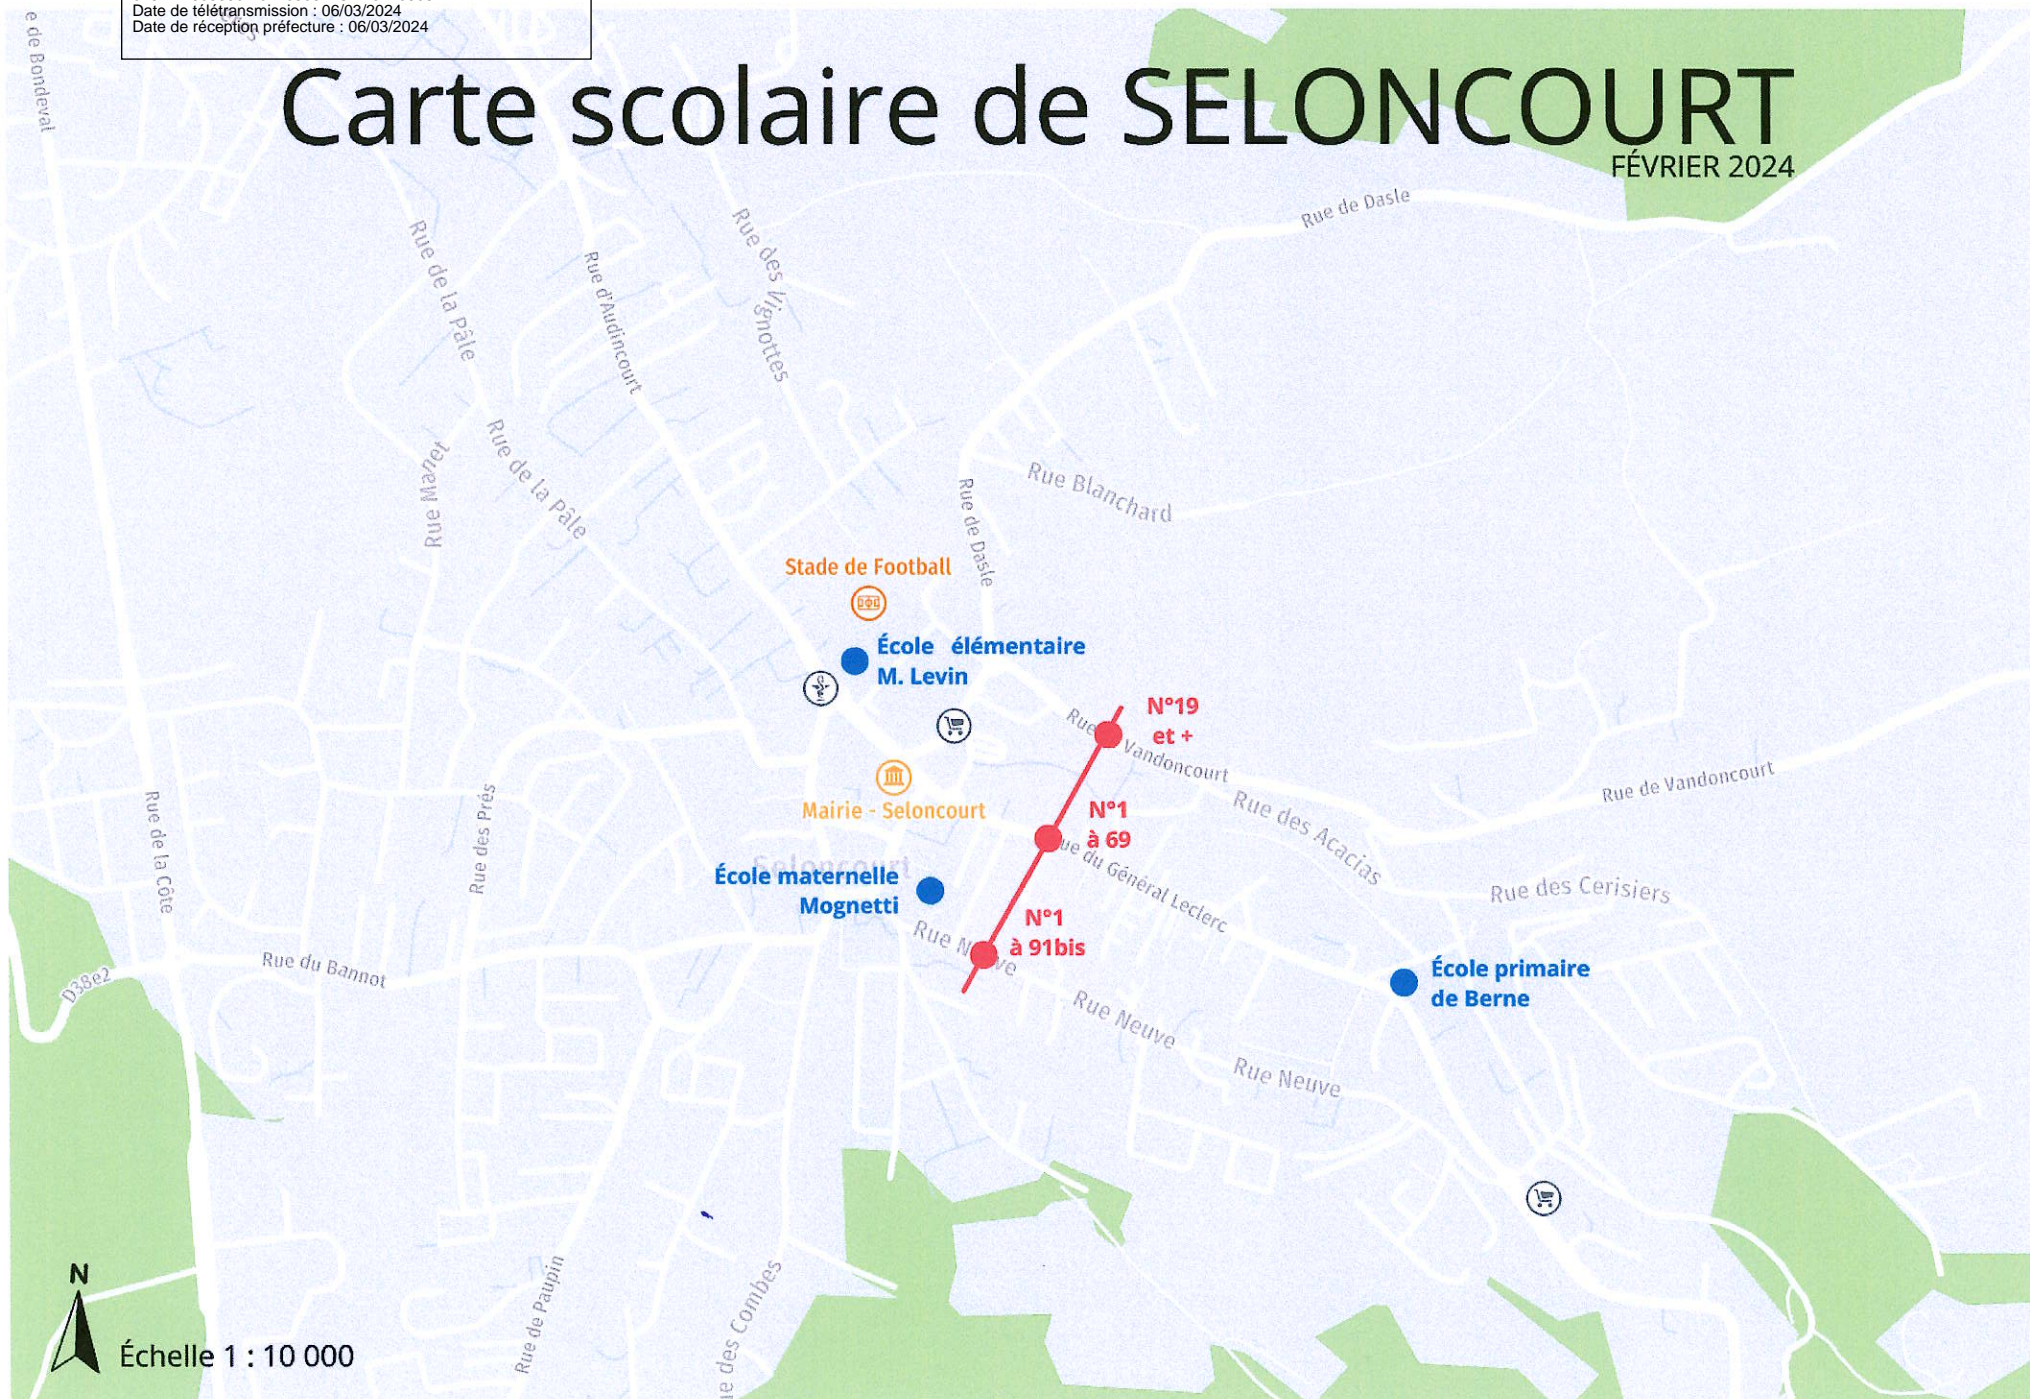 Date de télétransmission : 06/03/2024
Date de réception préfecture : 06/03/2024
Carte scolaire de SELONCOURT
FÉVRIER 2024
e de Bondeval
Rue de Dasle
Rue de la Pâle
Rue d'Audincourt
Rue des Vignottes
Rue Manet
Rue de la Pâle
Rue Blanchard
Rue de Dasle
Stade de Football
École élémentaire
M. Levin
N°19
et +
Rue
Vandoncourt
Rue de Vandoncourt
Mairie - Seloncourt
N°1
à 69
Rue des Acacias
Rue de la Côte
Rue des Prés
Seloncourt
École maternelle
Mognetti
ue du Général Leclerc
Rue des Cerisiers
N°1
à 91bis
Rue Neuve
Rue du Bannot
D38e2
École primaire
de Berne
Rue Neuve
Rue Neuve
Rue de Paupin
ue des Combes
N
Échelle 1 : 10 000